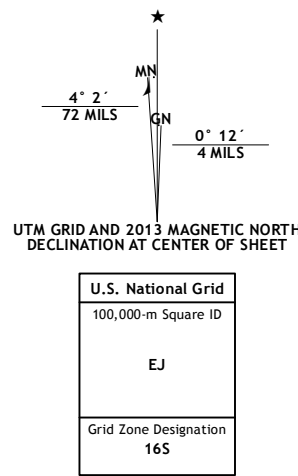 ★
MN
4° 2´
72 MILS
GN
0° 12´
4 MILS
UTM GRID AND 2013 MAGNETIC NORTH
DECLINATION AT CENTER OF SHEET
U.S. National Grid
100,000-m Square ID
EJ
Grid Zone Designation
16S